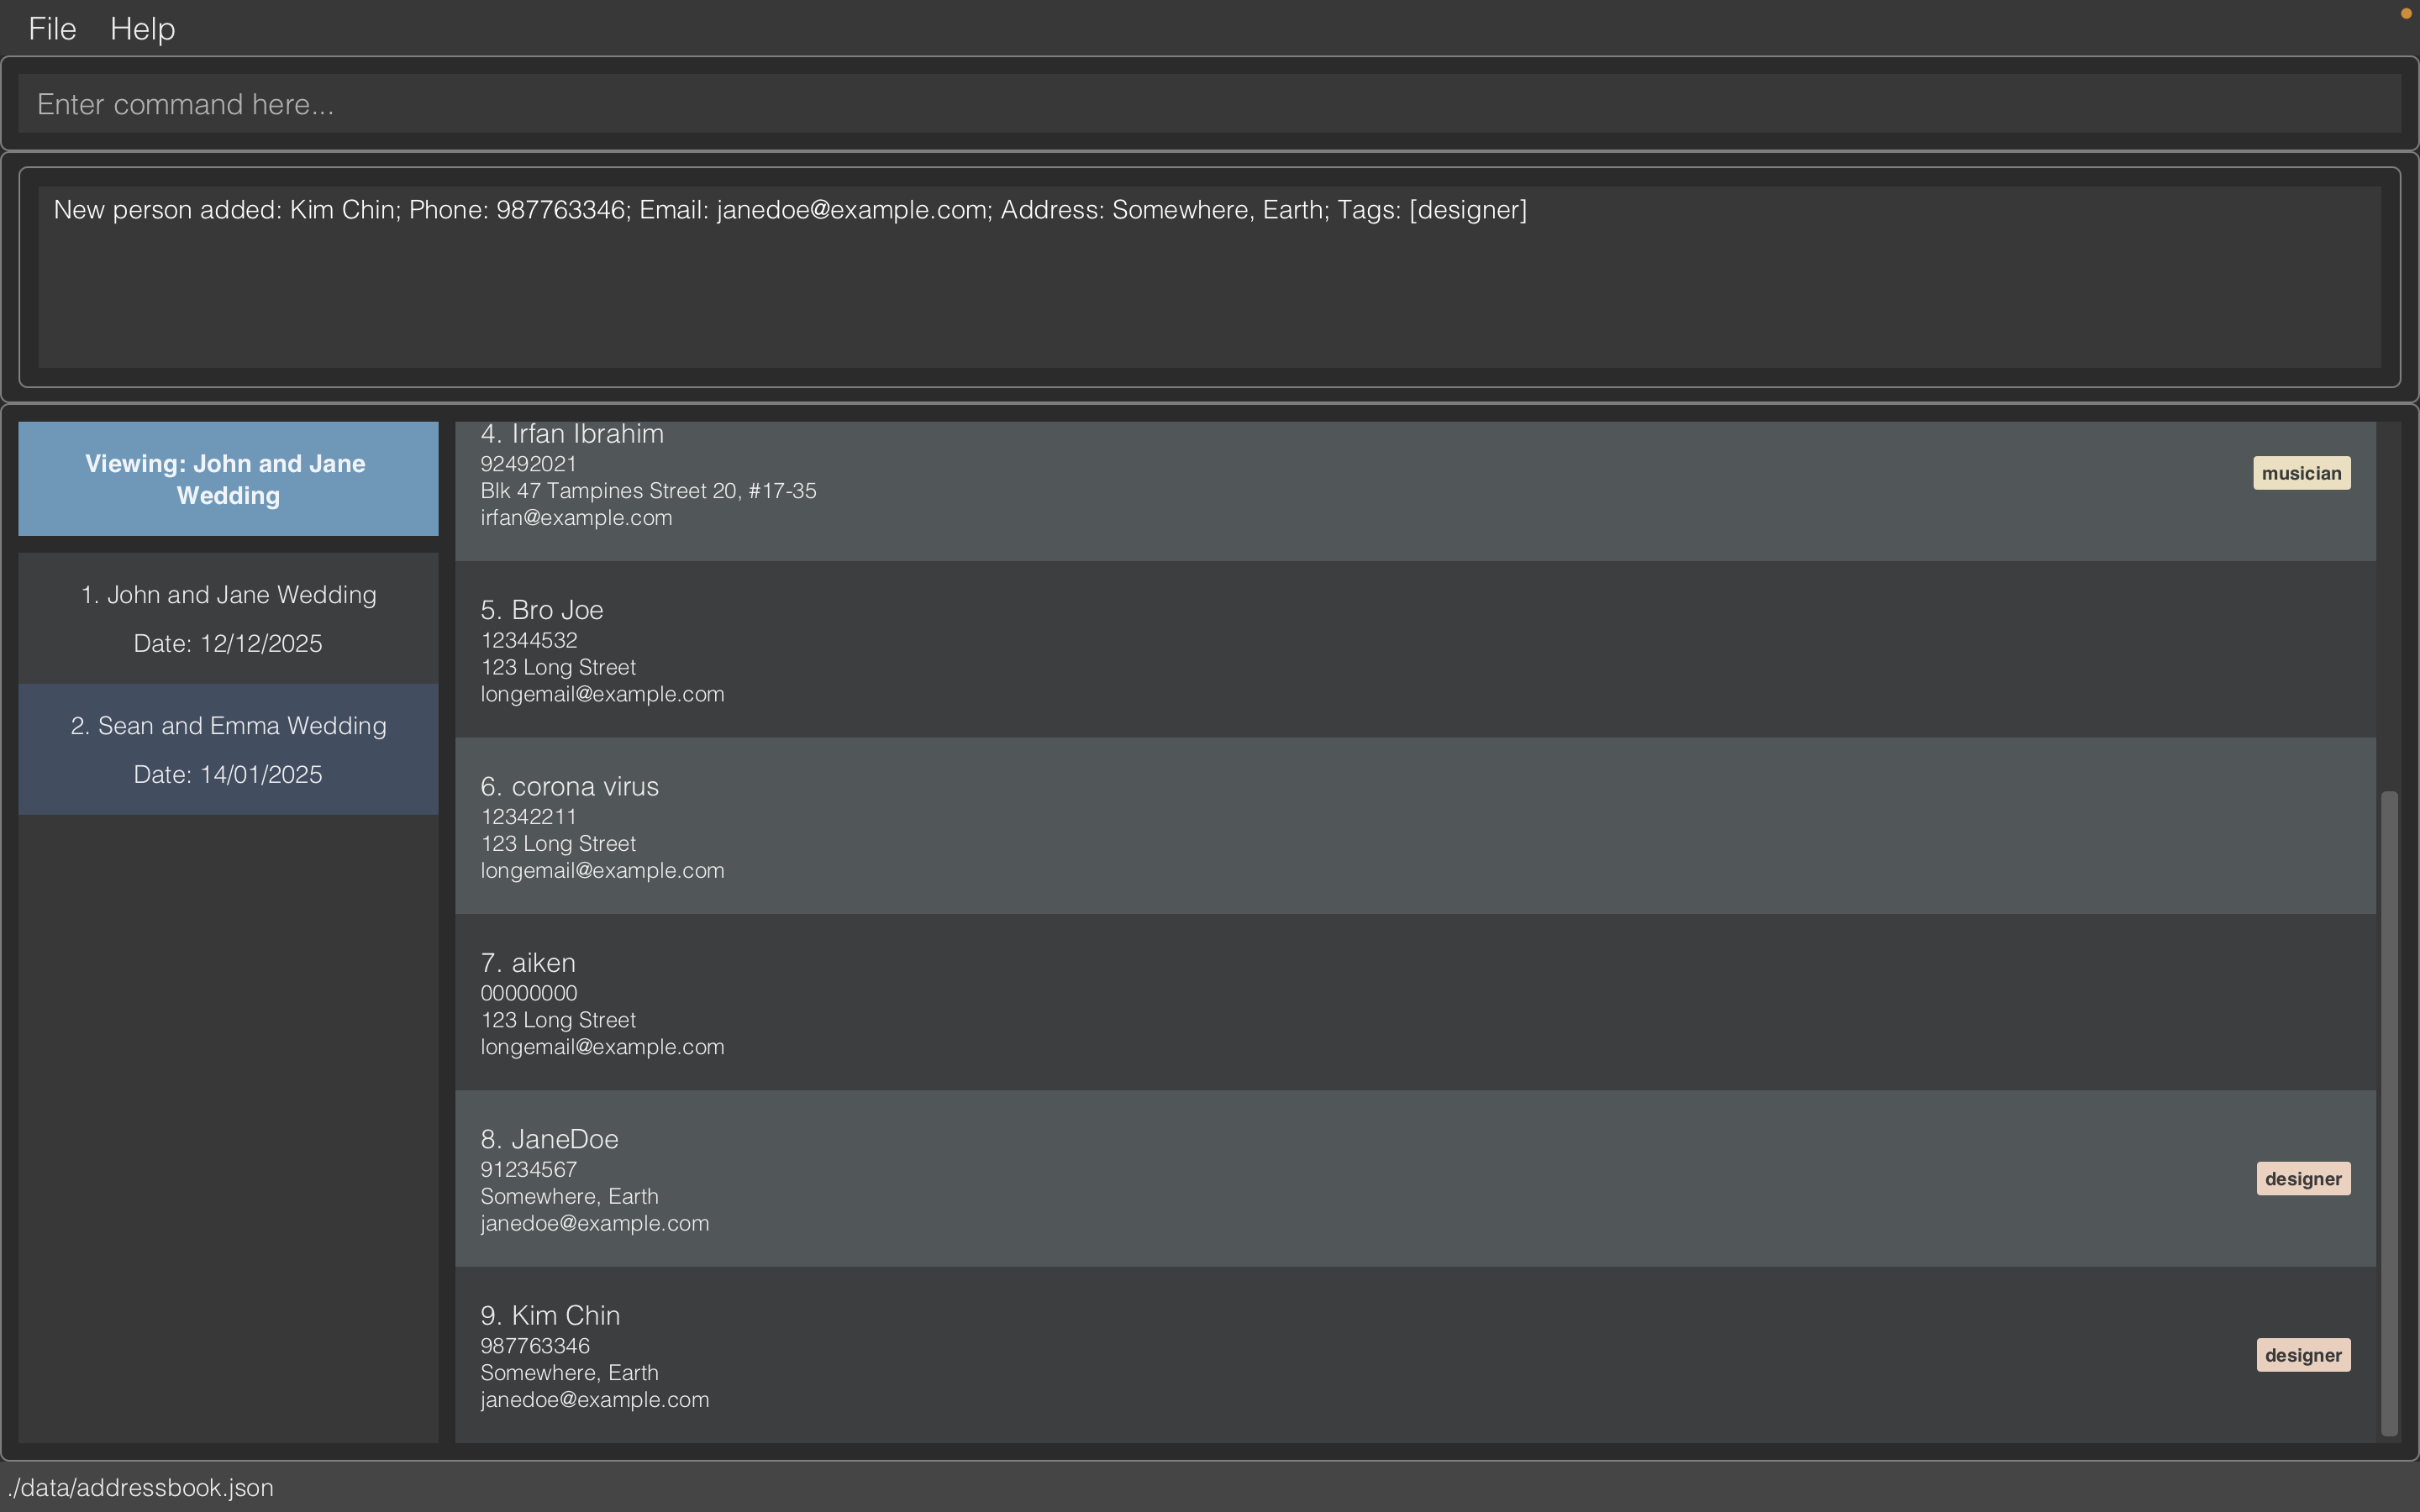 File Help
Enter command here...
New person added: Kim Chin; Phone: 987763346; Email: janedoe@example.com; Address: Somewhere, Earth; Tags: [designer]
Viewing: John and Jane
Wedding
1. John and Jane Wedding
Date: 12/12/2025
2. Sean and Emma Wedding
Date: 14/01/2025
4. Irfan Ibrahim
92492021
Blk 47 Tampines Street 20, #17-35
irfan@example.com
musician
5. Bro Joe
12344532
123 Long Street
longemail@example.com
6. corona virus
12342211
123 Long Street
longemail@example.com
7. aiken
00000000
123 Long Street
longemail@example.com
8. JaneDoe
91234567
Somewhere, Earth
janedoe@example.com
designer
9. Kim Chin
987763346
Somewhere, Earth
janedoe@example.com
designer
./data/addressbook.json